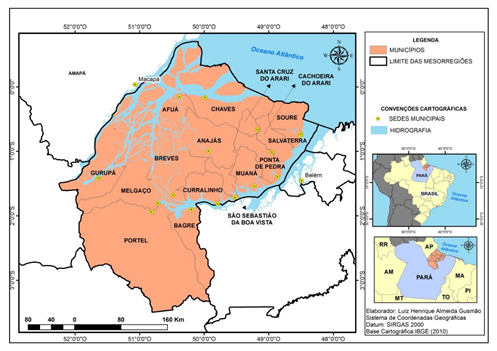 51°0'0"O
50°0'0"O
49°0'0"O
48°0'0"O
Oceano Atlântico
AMAPÁ
Macapá
SANTA CRUZ
DO ARARI
CACHOEIRA
DO ARARI
0°0'0"
AFUÁ
CHAVES
SOURE
ANAJÁS
SALVATERRA
1°0'0"S
BREVES
PONTA
DE PEDRA
GURUPÁ
MUANÁ
Belém
MELGAÇO
CURRALINHO
2°0'0"S
BAGRE
SÃO SEBASTIÃO
DA BOA VISTA
PORTEL
3°0'0"S
80 40 0 80 160 Km
LEGENDA
MUNICÍPIOS
LIMITE DAS MESORREGIÕES
CONVENÇÕES CARTOGRÁFICAS
SEDES MUNICIPAIS
HIDROGRAFIA
PARÁ
BRASIL
Oceano
Atlântico
RR
AP
Oceano
Atlântico
AM
PARÁ
MA
PI
MT
TO
Elaborador: Luiz Henrique Almeida Gusmão
Sistema de Coordenadas Geográficas
Datum: SIRGAS 2000
Base Cartográfica:IBGE (2010)